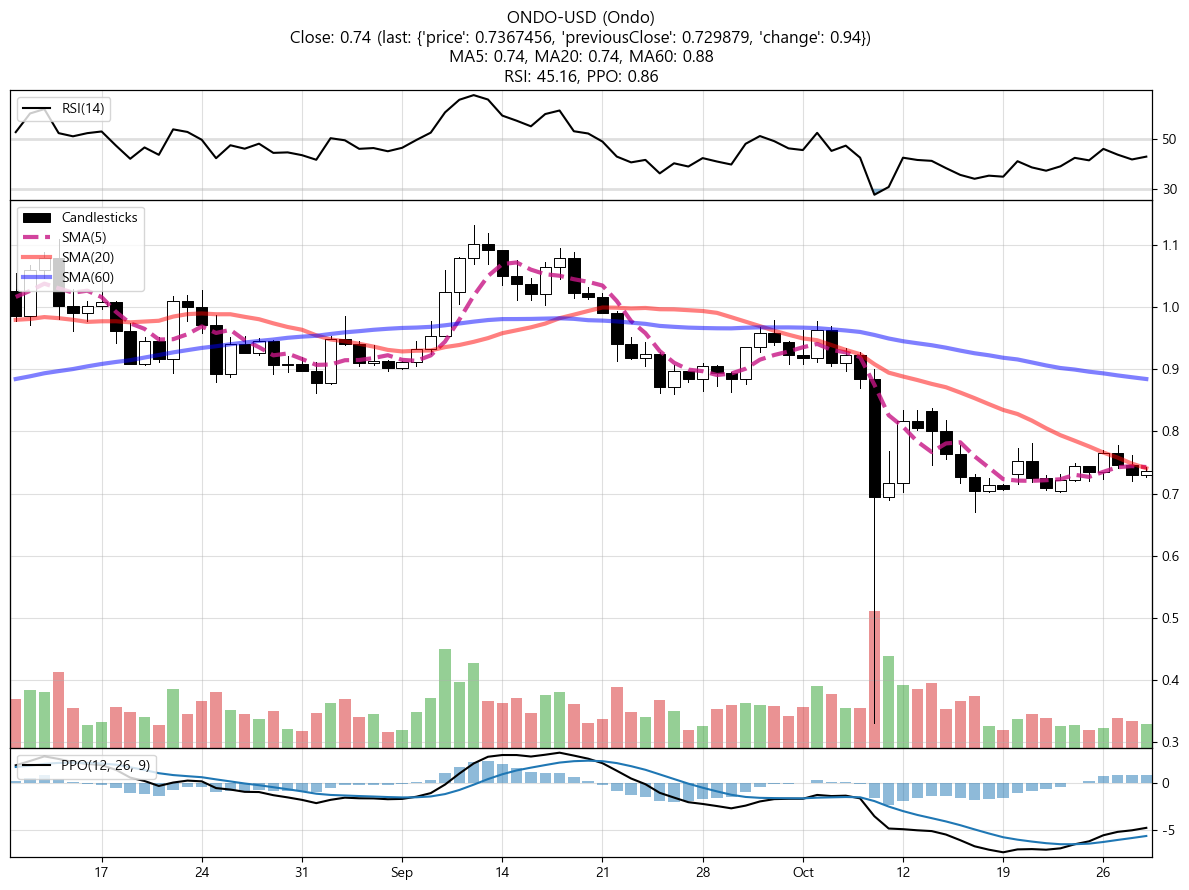 ONDO-USD (Ondo)
Close: 0.74 (last: {'price': 0.7367456, 'previousClose': 0.729879, 'change': 0.94})
MA5: 0.74, MA20: 0.74, MA60: 0.88
RSI: 45.16, PPO: 0.86
RSI(14)
50
30
Candlesticks
SMA(5)
SMA(20)
SMA(60)
1.1
1.0
0.9
0.8
0.7
0.6
0.5
0.4
0.3
PPO(12, 26, 9)
0
-5
17 24 31 Sep 14 21 28 Oct 12 19 26